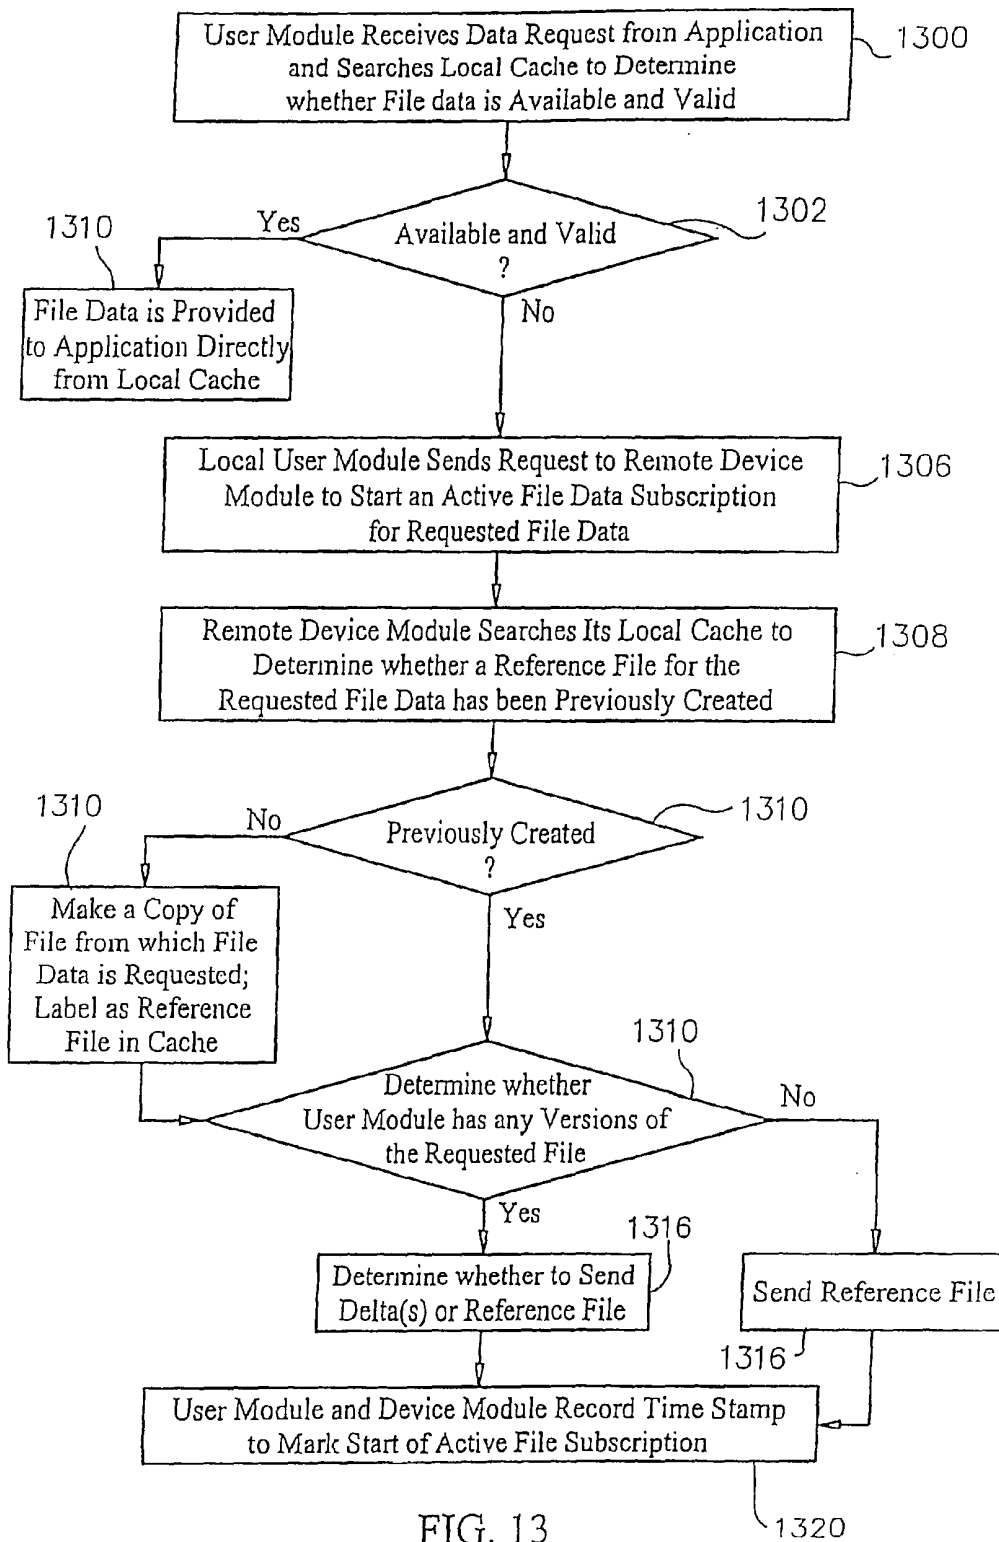 User Module Receives Data Request from Application
and Searches Local Cache to Determine
whether File data is Available and Valid
1300
1302
Available and Valid
?
Yes
No
1310
File Data is Provided
to Application Directly
from Local Cache
Local User Module Sends Request to Remote Device
Module to Start an Active File Data Subscription
for Requested File Data
1306
Remote Device Module Searches Its Local Cache to
Determine whether a Reference File for the
Requested File Data has been Previously Created
1308
Previously Created
?
1310
No
Yes
1310
Make a Copy of
File from which File
Data is Requested;
Label as Reference
File in Cache
1310
Determine whether
User Module has any Versions of
the Requested File
No
Yes
1316
Determine whether to Send
Delta(s) or Reference File
Send Reference File
1316
User Module and Device Module Record Time Stamp
to Mark Start of Active File Subscription
1320
FIG. 13